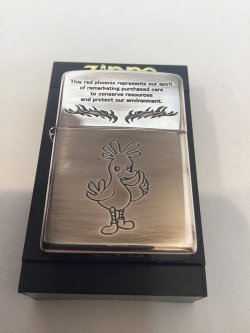 Zippo
This red phoenix represents our spirit
of remarketing purchased cars
to conserve resources
and protect our environment.